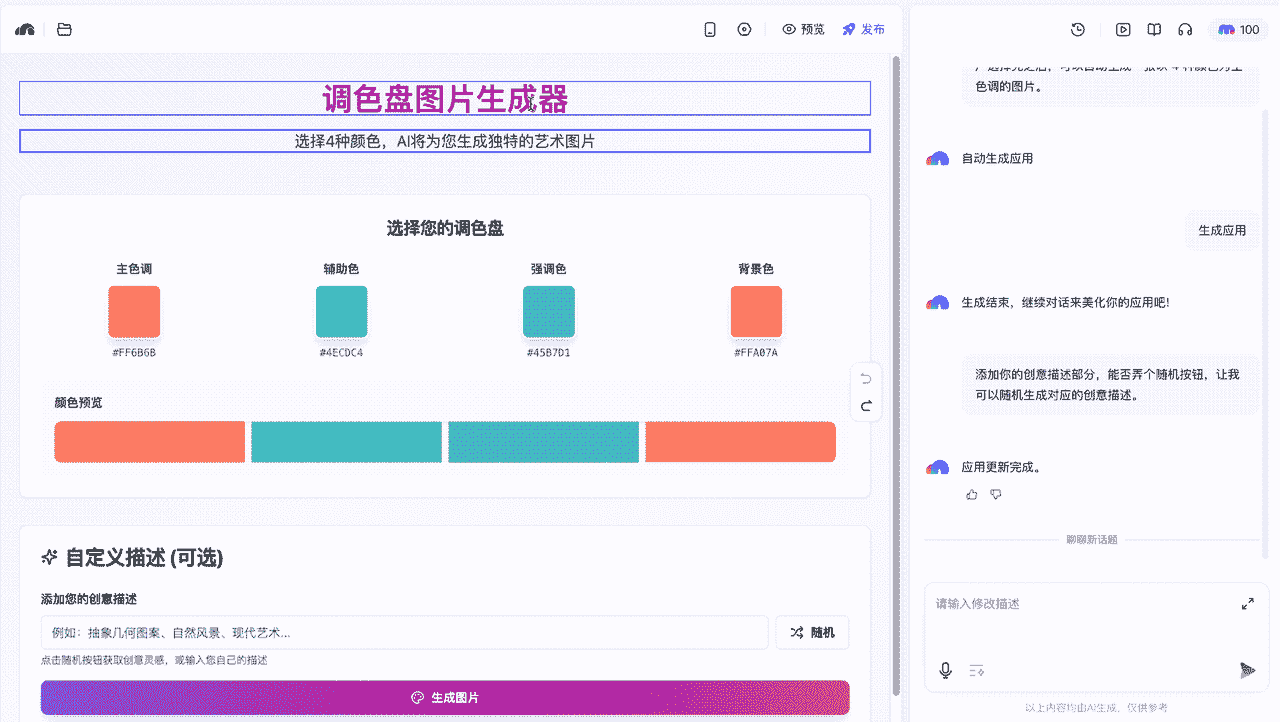 预览
发布
100
调色盘图片生成器
选择4种颜色，AI将为您生成独特的艺术图片
选择您的调色盘
主色调
辅助色
强调色
背景色
#FF6B6B
#4ECDC4
#45B7D1
#FFA07A
颜色预览
自定义描述 (可选)
添加您的创意描述
例如：抽象几何图案、自然风景、现代艺术...
随机
点击随机按钮获取创意灵感，或输入您自己的描述
生成图片
色调的图片。
自动生成应用
生成应用
生成结束，继续对话来美化你的应用吧!
添加你的创意描述部分，能否弄个随机按钮，让我
可以随机生成对应的创意描述。
应用更新完成。
聊聊新话题
请输入修改描述
以上内容均由AI生成，仅供参考